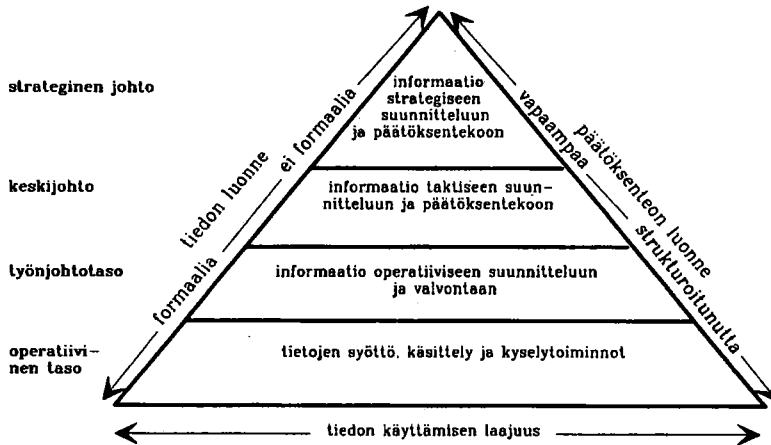 strateginen johto
informaatio
strategiseen
suunnitteluun
ja päätöksentekoon
keskijohto
informaatio taktiseen suun-
nitteluun ja päätöksentekoon
työnjohtotaso
informaatio operatiiviseen suunnitteluun
ja valvontaan
operatiivi-
nen taso
tietojen syöttö, käsittely ja kyselytoiminnot
tiedon luonne
ei formaalia
formaalia
päätöksenteon luonne
vapaampaa
strukturoitunutta
tiedon käyttämisen laajuus